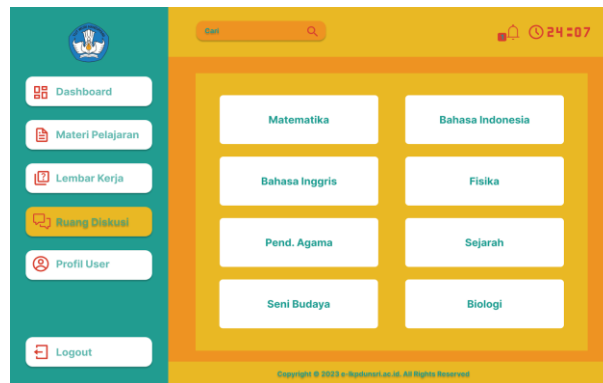 Cari
24:07
Dashboard
Materi Pelajaran
Lembar Kerja
Ruang Diskusi
Profil User
Logout
Matematika
Bahasa Indonesia
Bahasa Inggris
Fisika
Pend. Agama
Sejarah
Seni Budaya
Biologi
Copyright © 2023 e-lkpdunsri.ac.id. All Rights Reserved